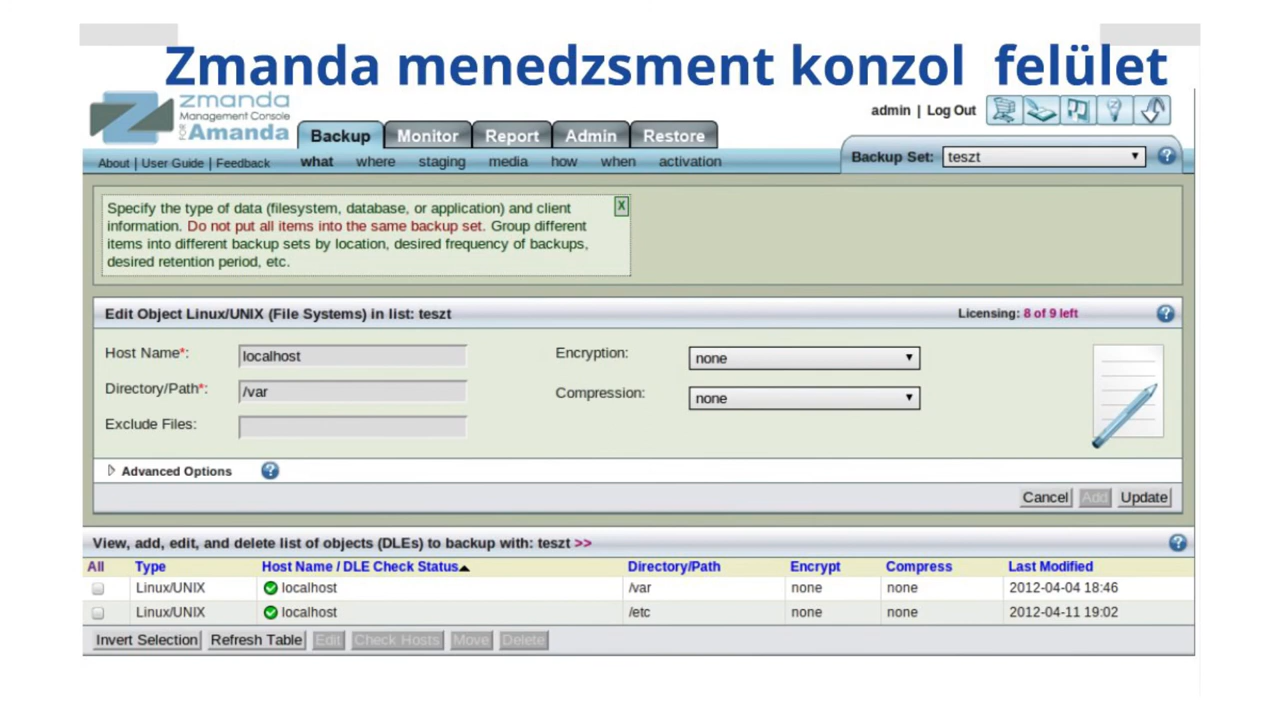 Zmanda menedzsment konzol felület
zmanda
Management Console
FOR Amanda
admin | Log Out
Backup Monitor Report Admin Restore
About | User Guide | Feedback what where staging media how when activation
Backup Set: teszt
Specify the type of data (filesystem, database, or application) and client
information. Do not put all items into the same backup set. Group different
items into different backup sets by location, desired frequency of backups,
desired retention period, etc.
X
Edit Object Linux/UNIX (File Systems) in list: teszt Licensing: 8 of 9 left ?
Host Name*: localhost Encryption: none
Directory/Path*: /var Compression: none
Exclude Files:
Advanced Options ?
Cancel Add Update
View, add, edit, and delete list of objects (DLEs) to backup with: teszt >> ?
All Type Host Name / DLE Check Status Directory/Path Encrypt Compress Last Modified
Linux/UNIX localhost /var none none 2012-04-04 18:46
Linux/UNIX localhost /etc none none 2012-04-11 19:02
Invert Selection Refresh Table Edit Check Hosts Move Delete